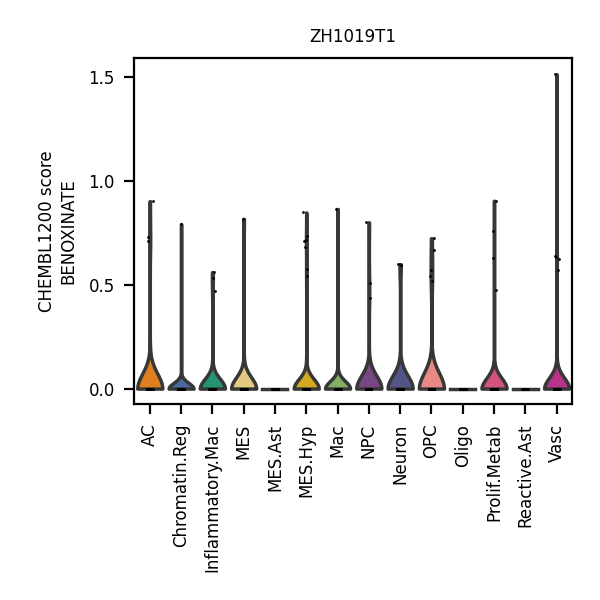 ZH1019T1
CHEMBL1200 score
BENOXINATE
1.5
1.0
0.5
0.0
AC
Chromatin.Reg
Inflammatory.Mac
MES
MES.Ast
MES.Hyp
Mac
NPC
Neuron
OPC
Oligo
Prolif.Metab
Reactive.Ast
Vasc